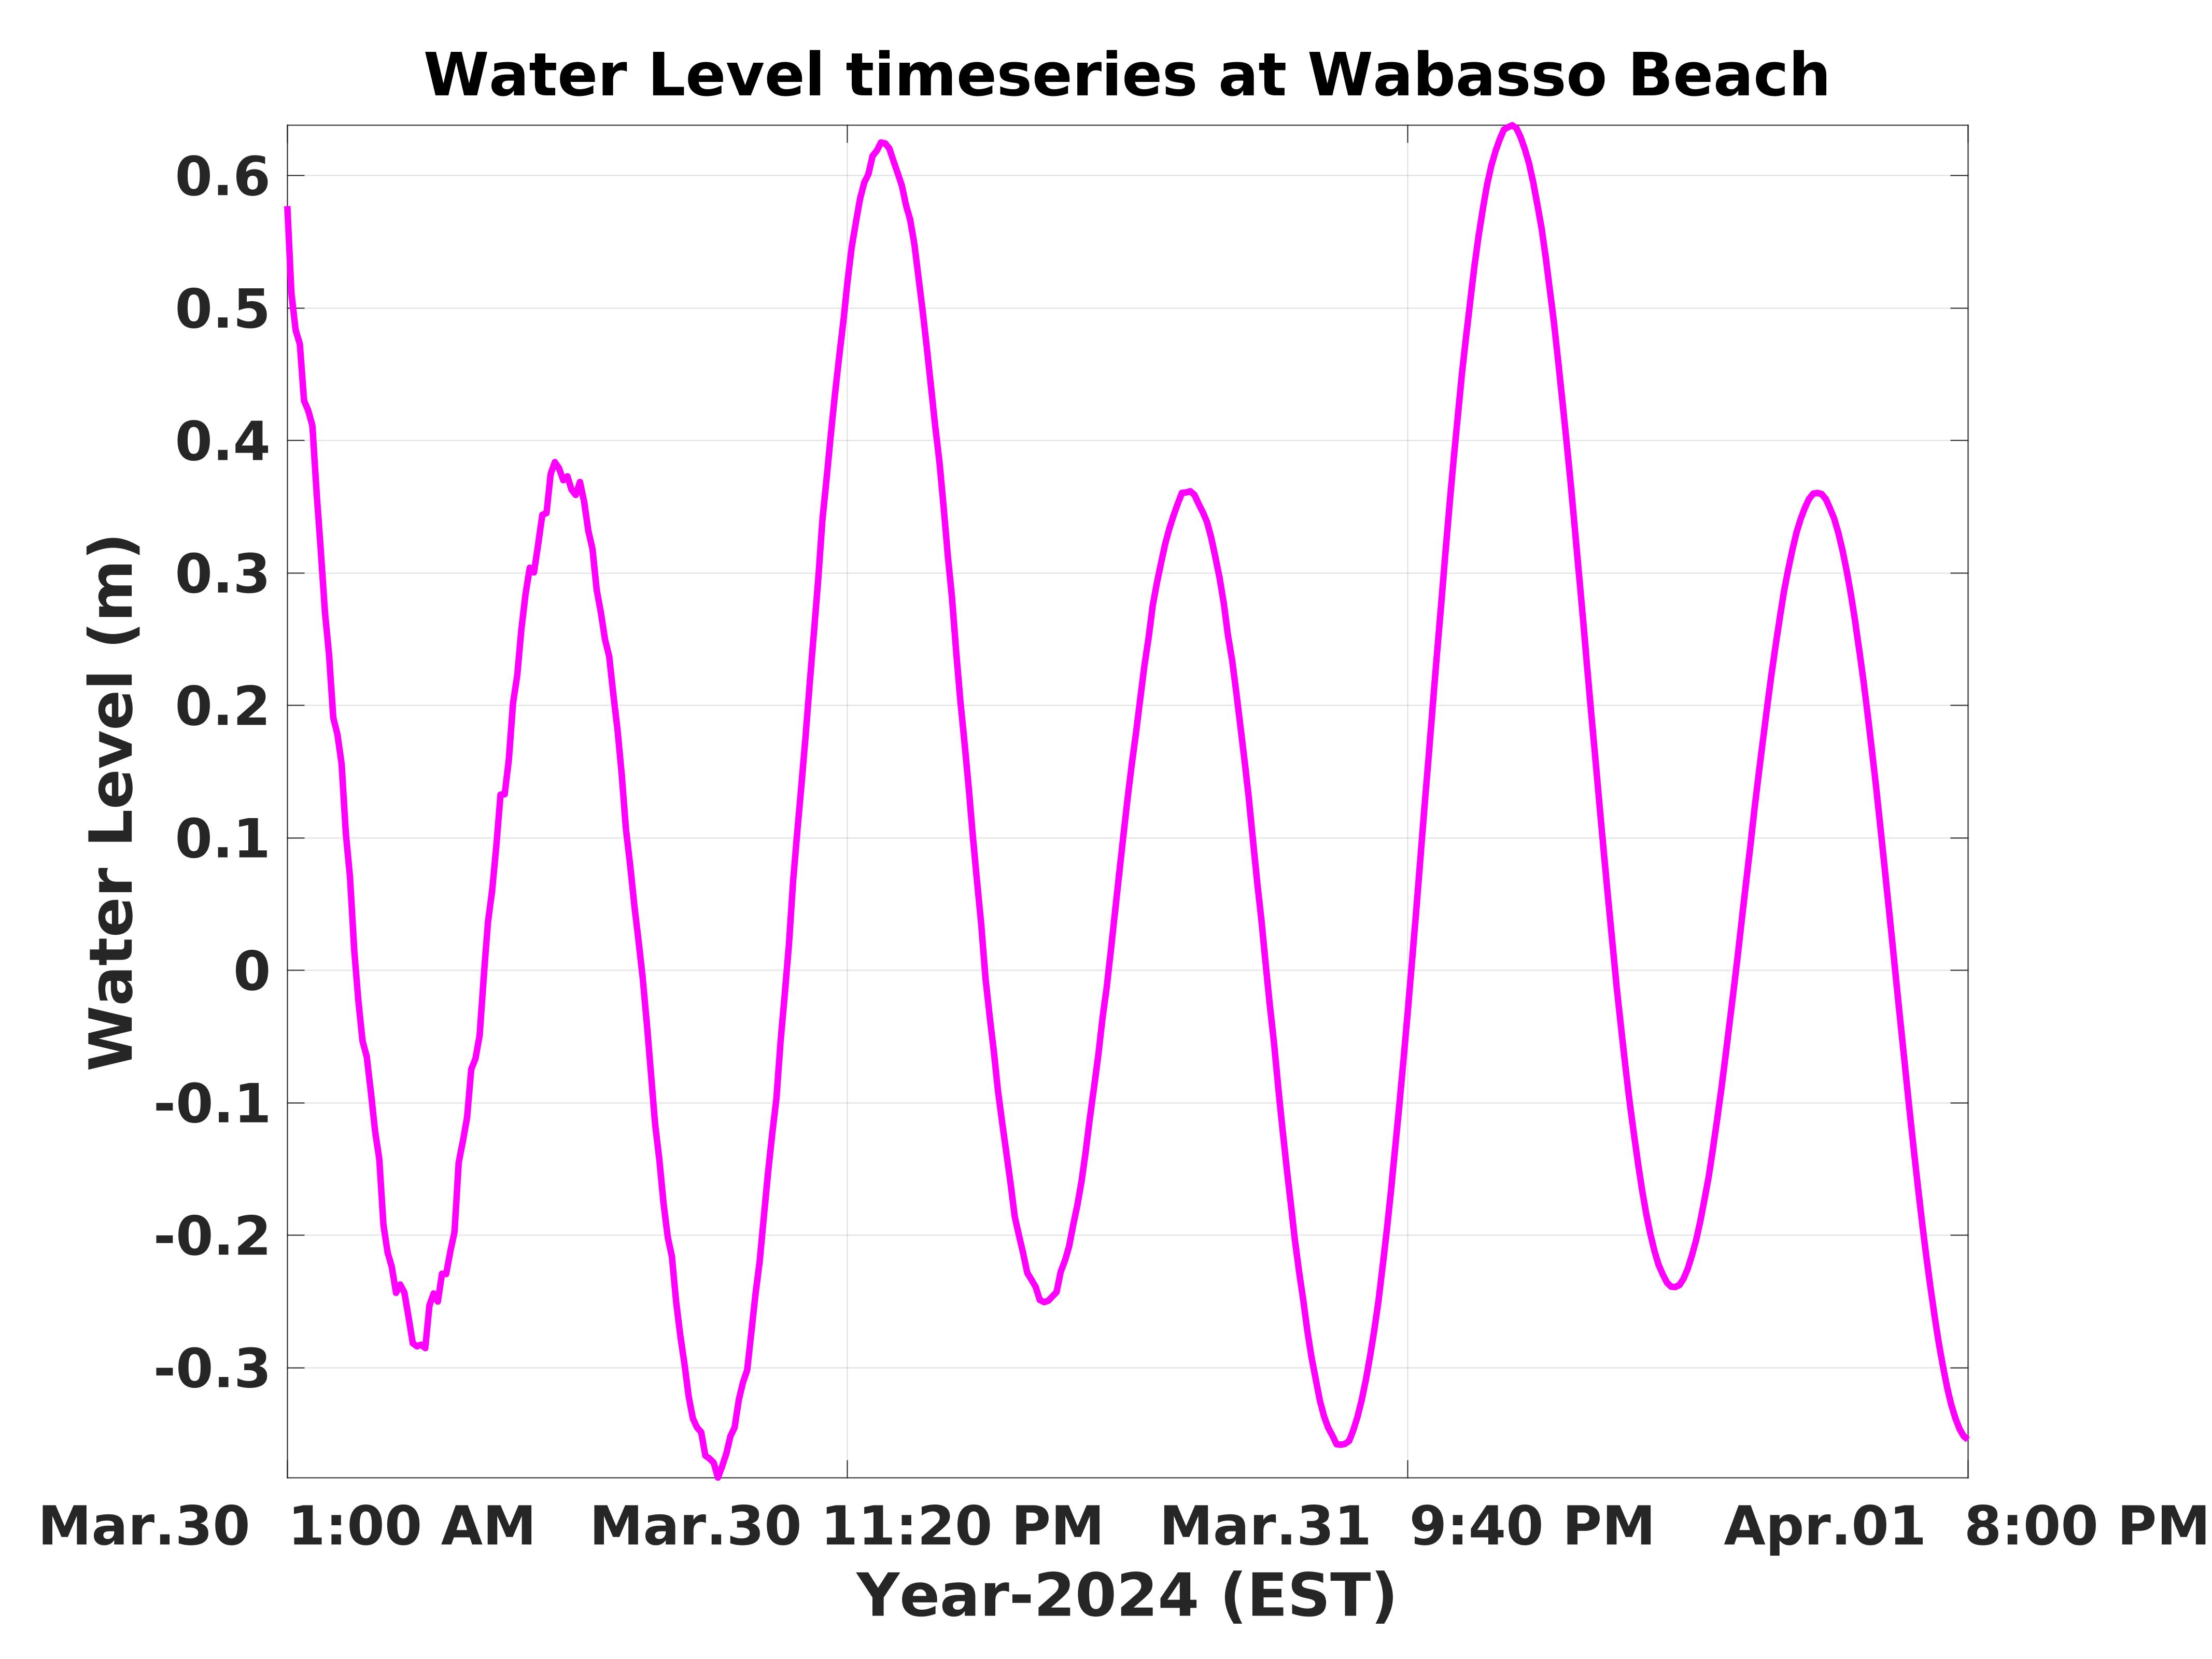 Water Level timeseries at Wabasso Beach
Water Level (m)
0.6
0.5
0.4
0.3
0.2
0.1
0
-0.1
-0.2
-0.3
Mar.30 1:00 AM Mar.30 11:20 PM Mar.31 9:40 PM Apr.01 8:00 PM
Year-2024 (EST)